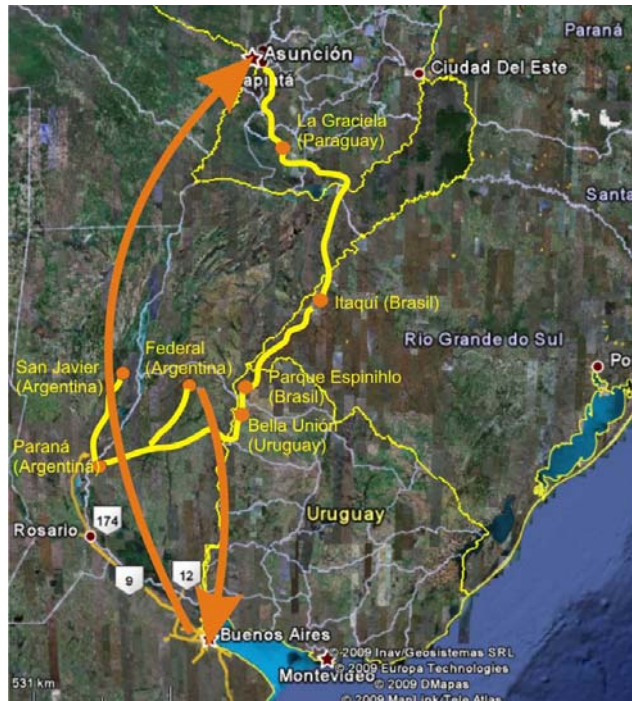 Paraná
Asunción
Ciudad Del Este
La Graciela
(Paraguay)
Santa
Itaquí (Brasil)
Rio Grande do Sul
Federal
(Argentina)
San Javier
(Argentina)
Po
Parque Espinihlo
(Brasil)
Bella Unión
(Uruguay)
Paraná
(Argentina)
174
Rosario
Uruguay
9
12
Buenos Aires
© 2009 Inav/Geosistemas SRL
Montevideo
© 2009 Europa Technologies
531 km
© 2009 DMapas
© 2009 MapLink/Tele Atlas